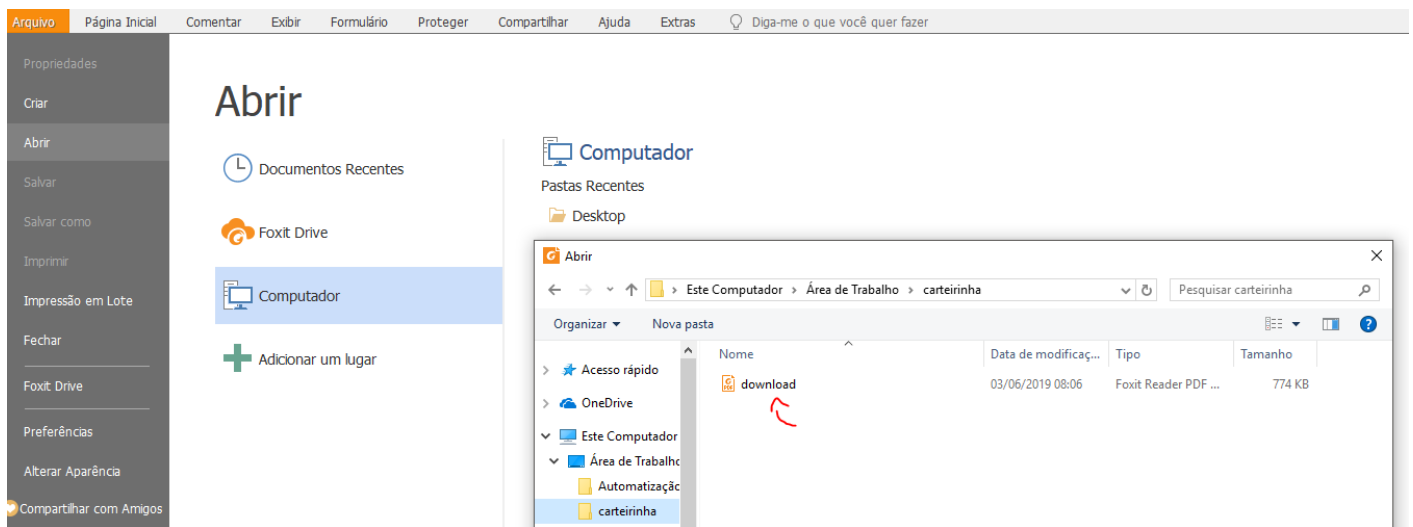 Arquivo Página Inicial Comentar Exibir Formulário Proteger Compartilhar Ajuda Extras Diga-me o que você quer fazer
Propriedades
Criar
Abrir
Salvar
Salvar como
Imprimir
Impressão em Lote
Fechar
Foxit Drive
Preferências
Alterar Aparência
Compartilhar com Amigos
Abrir
Documentos Recentes
Foxit Drive
Computador
Adicionar um lugar
Computador
Pastas Recentes
Desktop
Abrir
Este Computador › Área de Trabalho › carteirinha
Pesquisar carteirinha
Organizar Nova pasta
Acesso rápido
OneDrive
Este Computador
Área de Trabalho
Automatizaçã
carteirinha
Nome Data de modificaç... Tipo Tamanho
download 03/06/2019 08:06 Foxit Reader PDF ... 774 KB